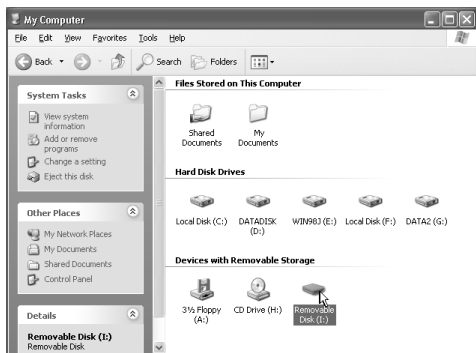 My Computer
File Edit View Favorites Tools Help
Back Search Folders
System Tasks
View system
information
Add or remove
programs
Change a setting
Eject this disk
Other Places
My Network Places
My Documents
Shared Documents
Control Panel
Details
Removable Disk (I:)
Removable Disk
Files Stored on This Computer
Shared
Documents
My
Documents
Hard Disk Drives
Local Disk (C:)
DATADISK
(D:)
WIN98J (E:)
Local Disk (F:)
DATA2 (G:)
Devices with Removable Storage
3½ Floppy
(A:)
CD Drive (H:)
Removable
Disk (I:)